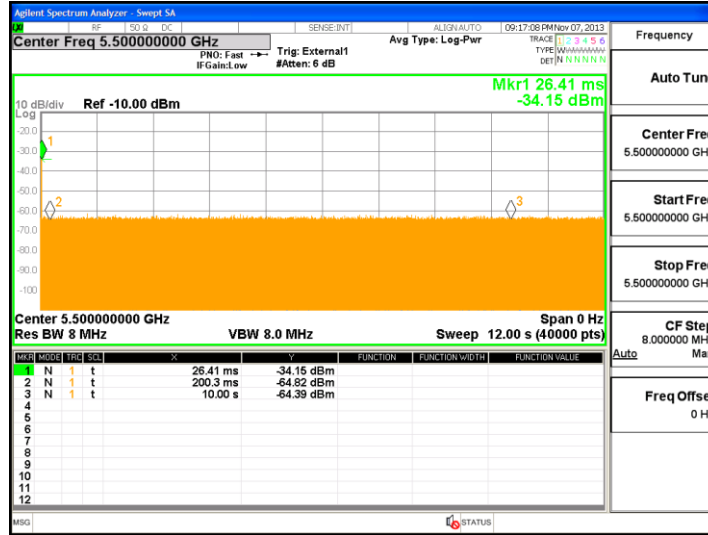 Agilent Spectrum Analyzer - Swept SA
RF 50 Ω DC SENSE:INT ALIGNAUTO 09:17:08 PM Nov 07, 2013
Center Freq 5.500000000 GHz
PNO: Fast
IFGain:Low
Trig: External1
#Atten: 6 dB
Avg Type: Log-Pwr
TRACE 1 2 3 4 5 6
TYPE
DET N N N N N N
Mkr1 26.41 ms
-34.15 dBm
10 dB/div Ref -10.00 dBm
Log
-20.0
-30.0
-40.0
-50.0
-60.0
-70.0
-80.0
-90.0
-100
1
2
3
Center 5.500000000 GHz Span 0 Hz
Res BW 8 MHz VBW 8.0 MHz Sweep 12.00 s (40000 pts)
MKR MODE TRC SCL X Y FUNCTION FUNCTION WIDTH FUNCTION VALUE
1 N 1 t 26.41 ms -34.15 dBm
2 N 1 t 200.3 ms -64.82 dBm
3 N 1 t 10.00 s -64.39 dBm
4
5
6
7
8
9
10
11
12
MSG STATUS
Frequency
Auto Tun
Center Fre
5.500000000 GH
Start Fre
5.500000000 GH
Stop Fre
5.500000000 GH
CF Step
8.000000 MH
Auto Ma
Freq Offse
0 H